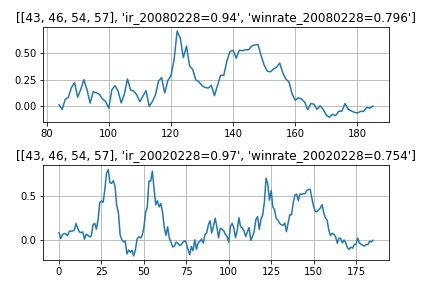 [[43, 46, 54, 57], 'ir_20080228=0.94', 'winrate_20080228=0.796']
0.50
0.25
0.00
80 100 120 140 160 180
[[43, 46, 54, 57], 'ir_20020228=0.97', 'winrate_20020228=0.754']
0.5
0.0
0 25 50 75 100 125 150 175